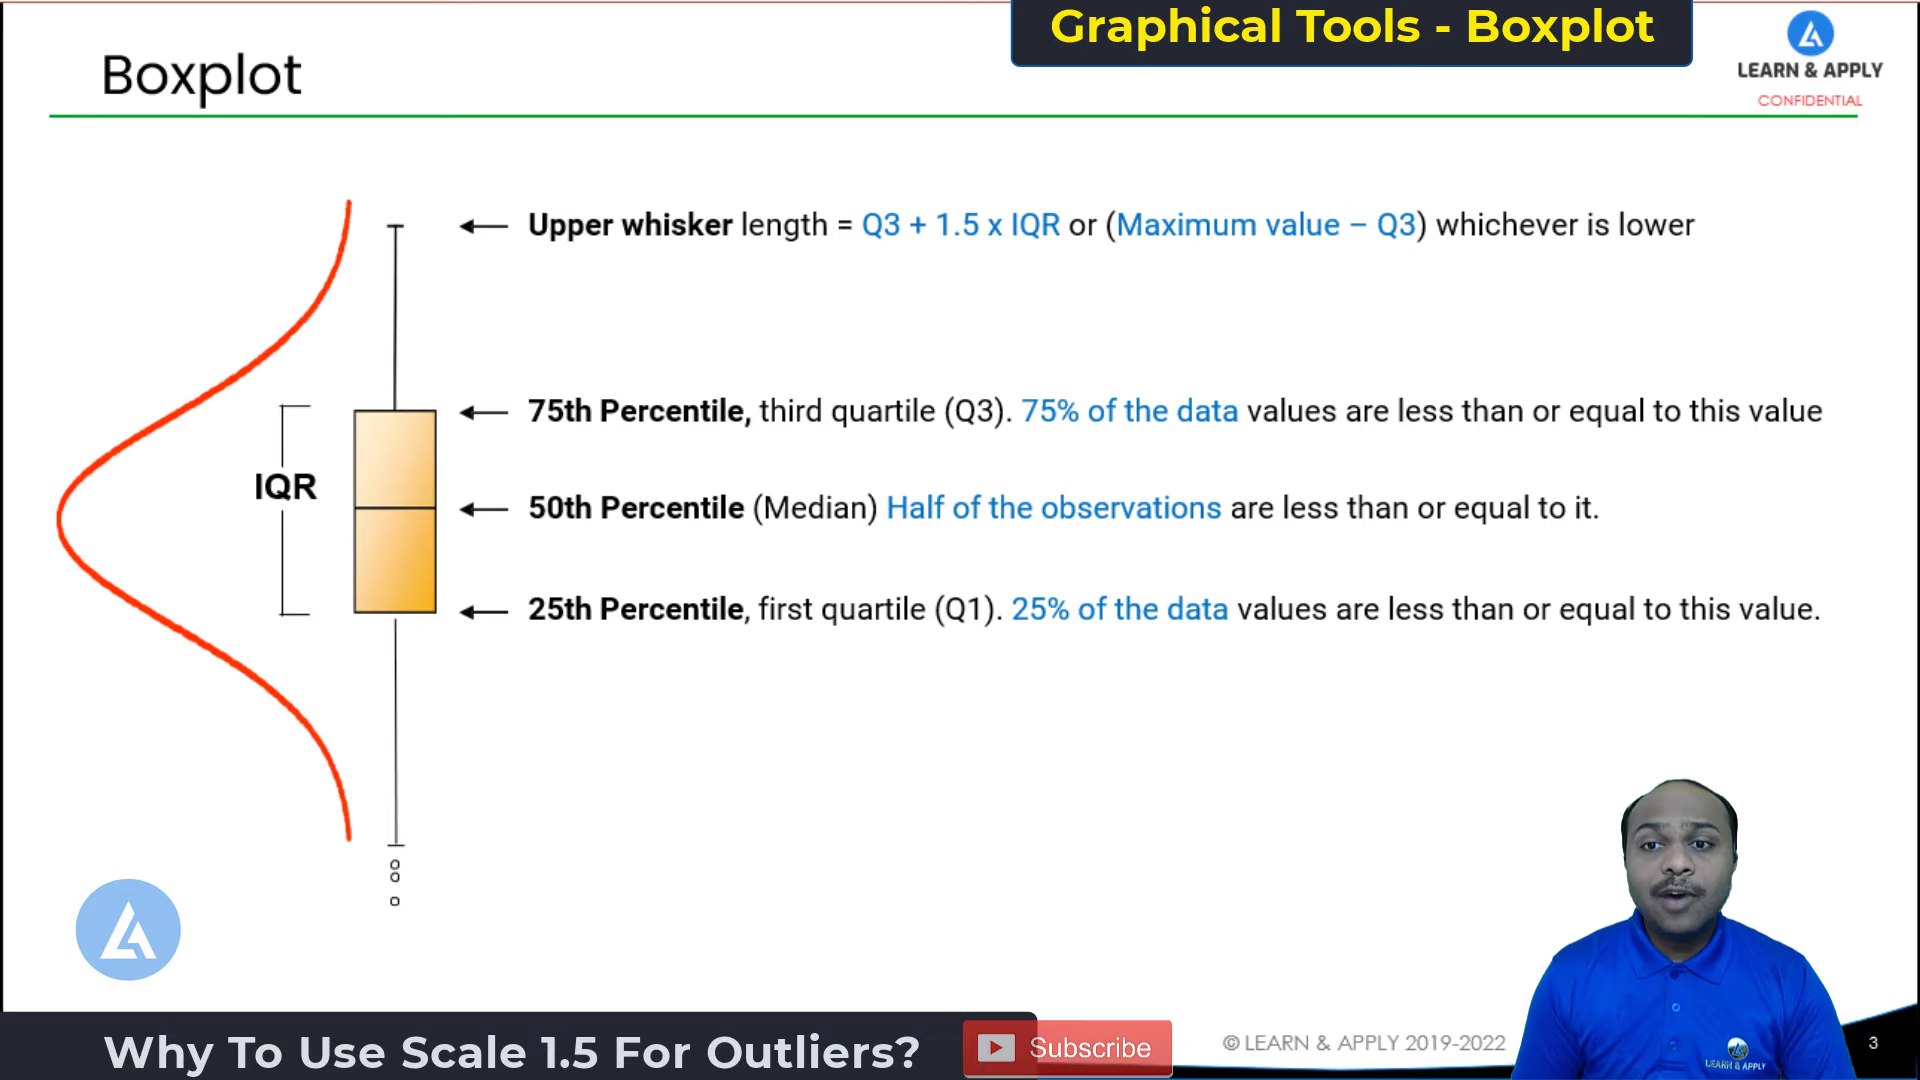 Graphical Tools - Boxplot
Boxplot
LEARN & APPLY
CONFIDENTIAL
Upper whisker length = Q3 + 1.5 x IQR or (Maximum value – Q3) whichever is lower
75th Percentile, third quartile (Q3). 75% of the data values are less than or equal to this value
IQR
50th Percentile (Median) Half of the observations are less than or equal to it.
25th Percentile, first quartile (Q1). 25% of the data values are less than or equal to this value.
Why To Use Scale 1.5 For Outliers?
Subscribe
© LEARN & APPLY 2019-2022
LEARN & APPLY
3